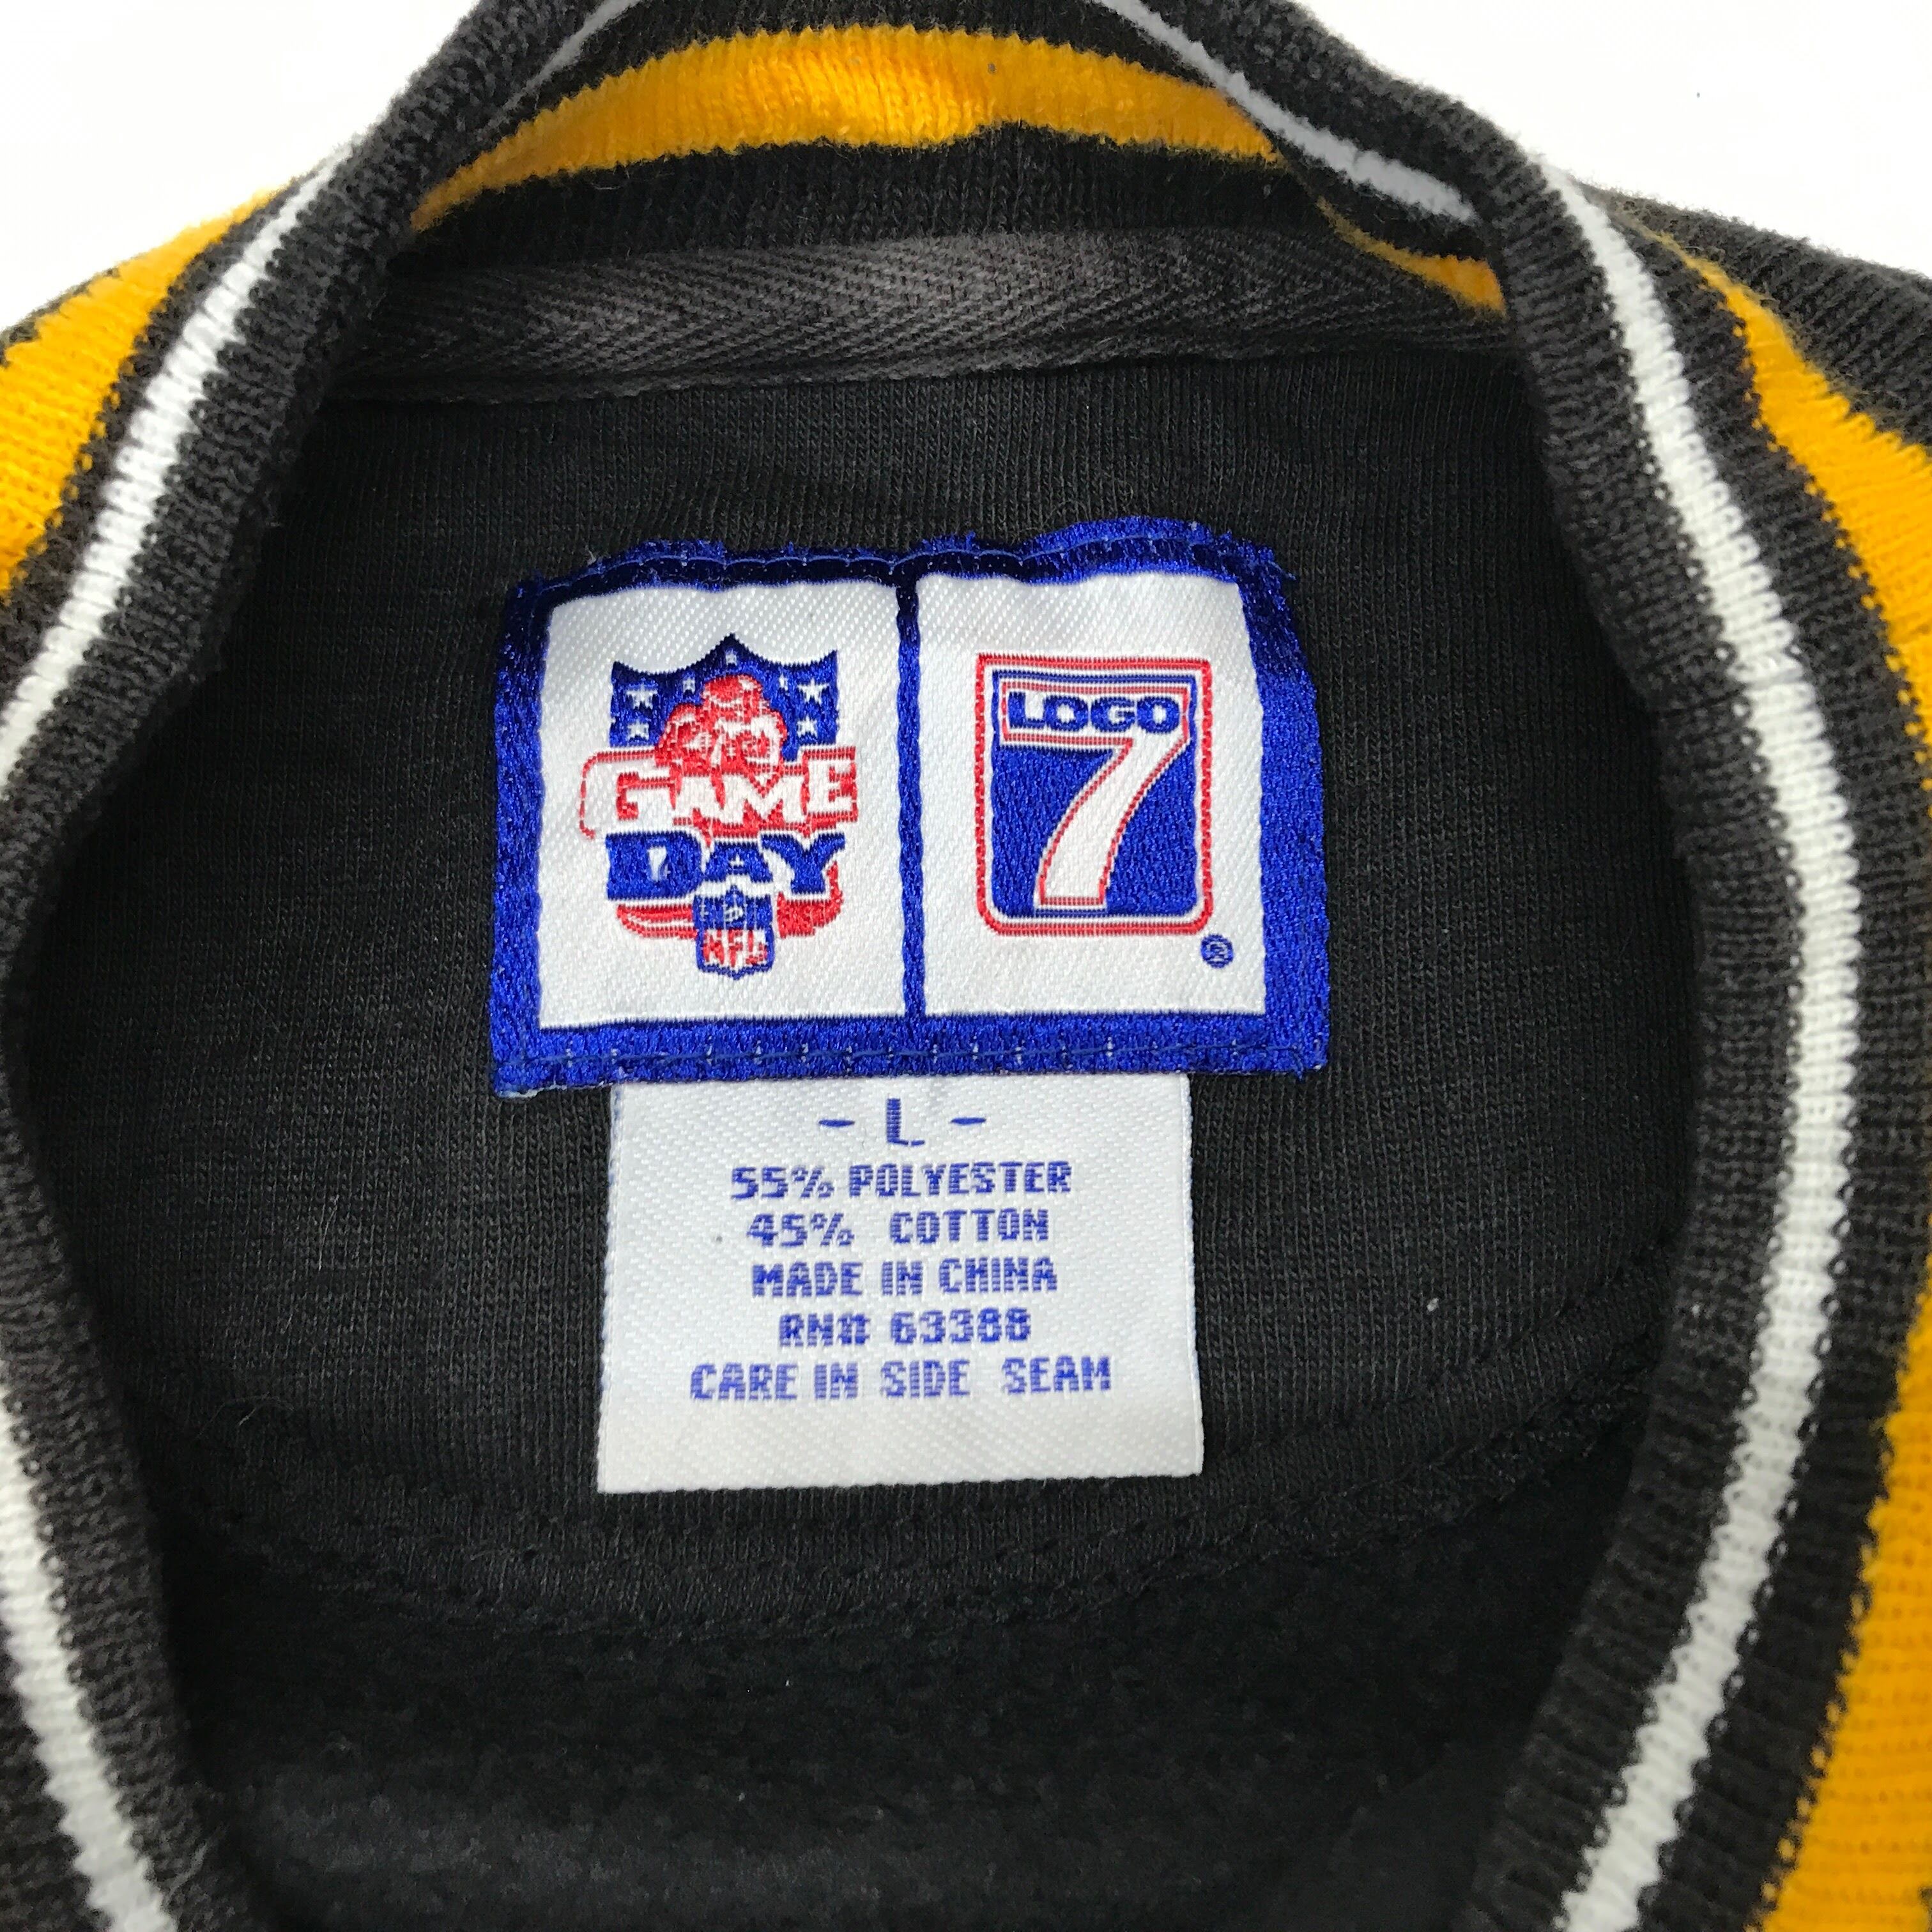 GAME
DAY
NFL
LOGO
7
®
- L -
55% POLYESTER
45% COTTON
MADE IN CHINA
RN# 63388
CARE IN SIDE SEAM